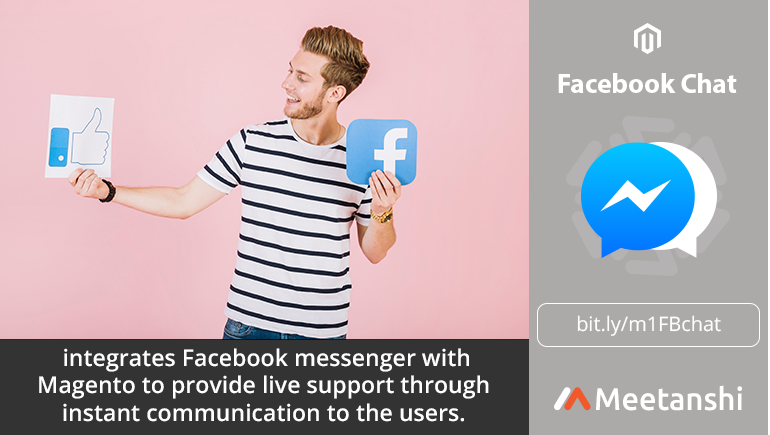 f
integrates Facebook messenger with
Magento to provide live support through
instant communication to the users.
Facebook Chat
bit.ly/m1FBchat
Meetanshi